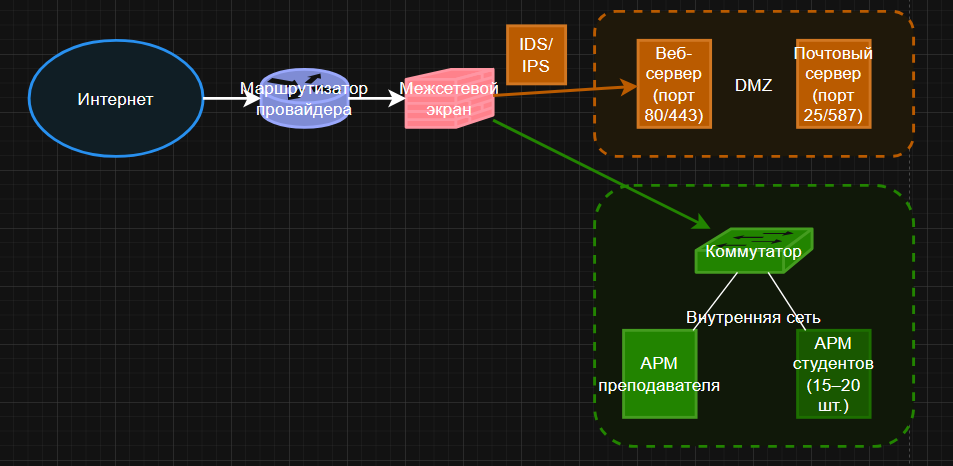 Интернет
Маршрутизатор
провайдера
Межсетевой
экран
IDS/
IPS
Веб-
сервер
(порт
80/443)
DMZ
Почтовый
сервер
(порт
25/587)
Коммутатор
Внутренняя сеть
АРМ
преподавателя
АРМ
студентов
(15–20
шт.)